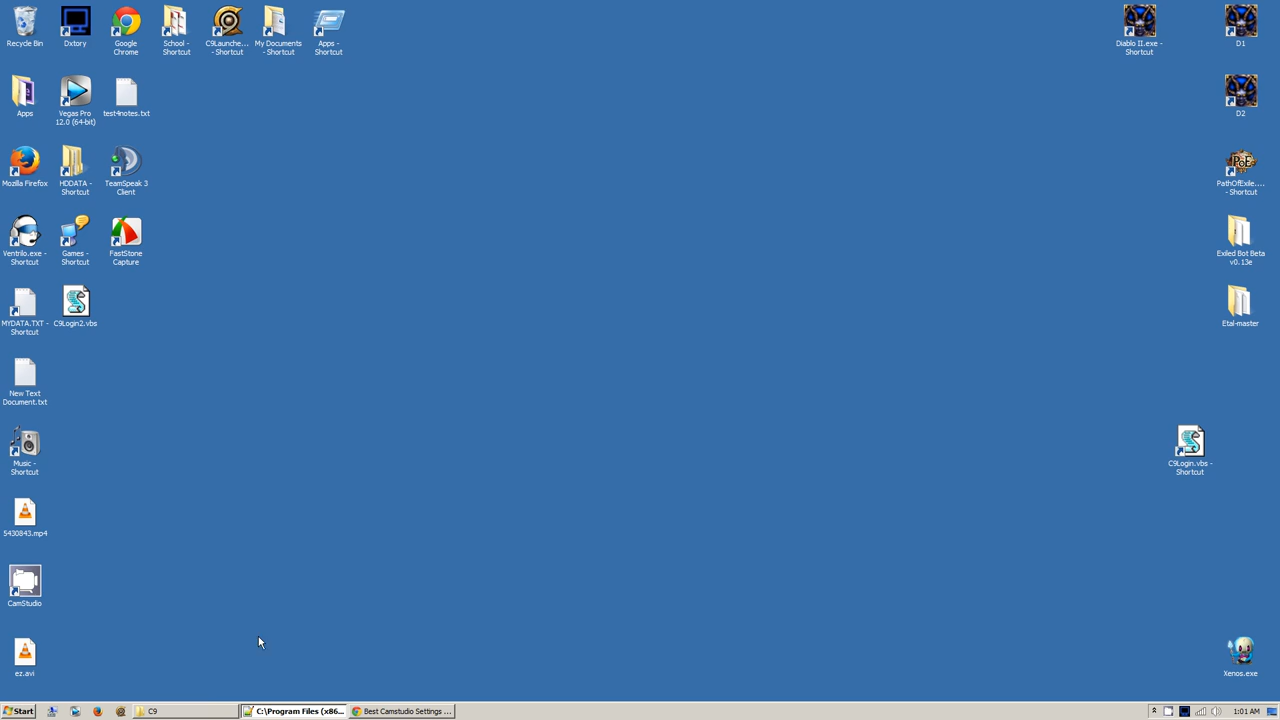 Recycle Bin
Dxtory
Google
Chrome
School -
Shortcut
C9Launche...
- Shortcut
My Documents
- Shortcut
Apps -
Shortcut
Diablo II.exe -
Shortcut
D1
Apps
Vegas Pro
12.0 (64-bit)
test4notes.txt
D2
Mozilla Firefox
HDDATA -
Shortcut
TeamSpeak 3
Client
PoE
PathOfExile....
- Shortcut
Ventrilo.exe -
Shortcut
Games -
Shortcut
FastStone
Capture
Exiled Bot Beta
v0.13e
MYDATA.TXT -
Shortcut
C9Login2.vbs
Etal-master
New Text
Document.txt
Music -
Shortcut
C9Login.vbs -
Shortcut
5430843.mp4
CamStudio
ez.avi
Xenos.exe
Start
C9
C:\Program Files (x86...
Best Camstudio Settings ...
1:01 AM